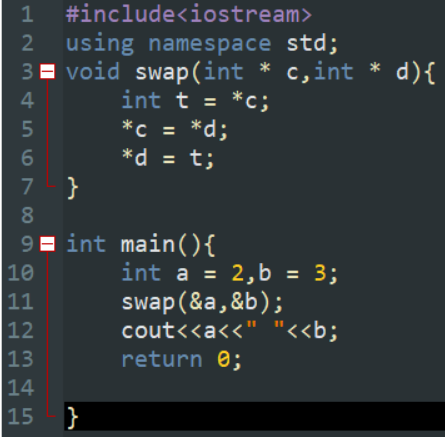 1 #include<iostream>
2 using namespace std;
3 void swap(int * c,int * d){
4     int t = *c;
5     *c = *d;
6     *d = t;
7 }
8
9 int main(){
10     int a = 2,b = 3;
11     swap(&a,&b);
12     cout<<a<<" "<<b;
13     return 0;
14
15 }